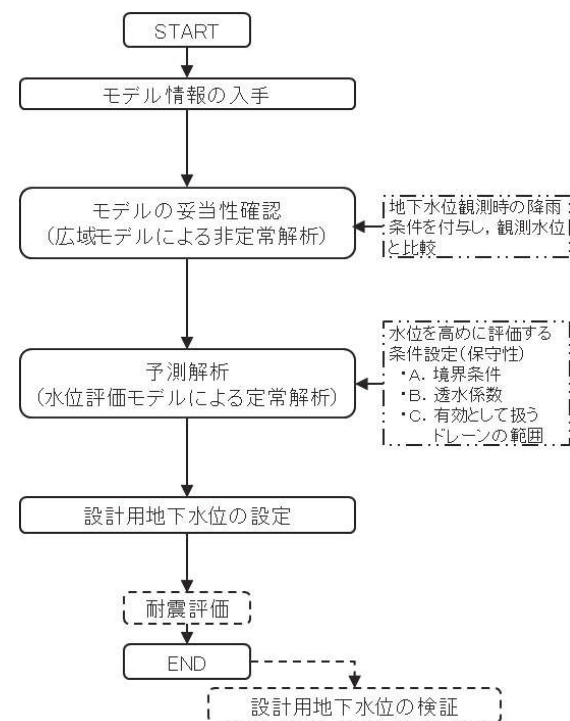 START
モデル情報の入手
モデルの妥当性確認
(広域モデルによる非定常解析)
地下水位観測時の降雨
条件を付与し，観測水位
と比較
予測解析
(水位評価モデルによる定常解析)
水位を高めに評価する
条件設定(保守性)
・A. 境界条件
・B. 透水係数
・C. 有効として扱う
ドレーンの範囲
設計用地下水位の設定
耐震評価
END
設計用地下水位の検証